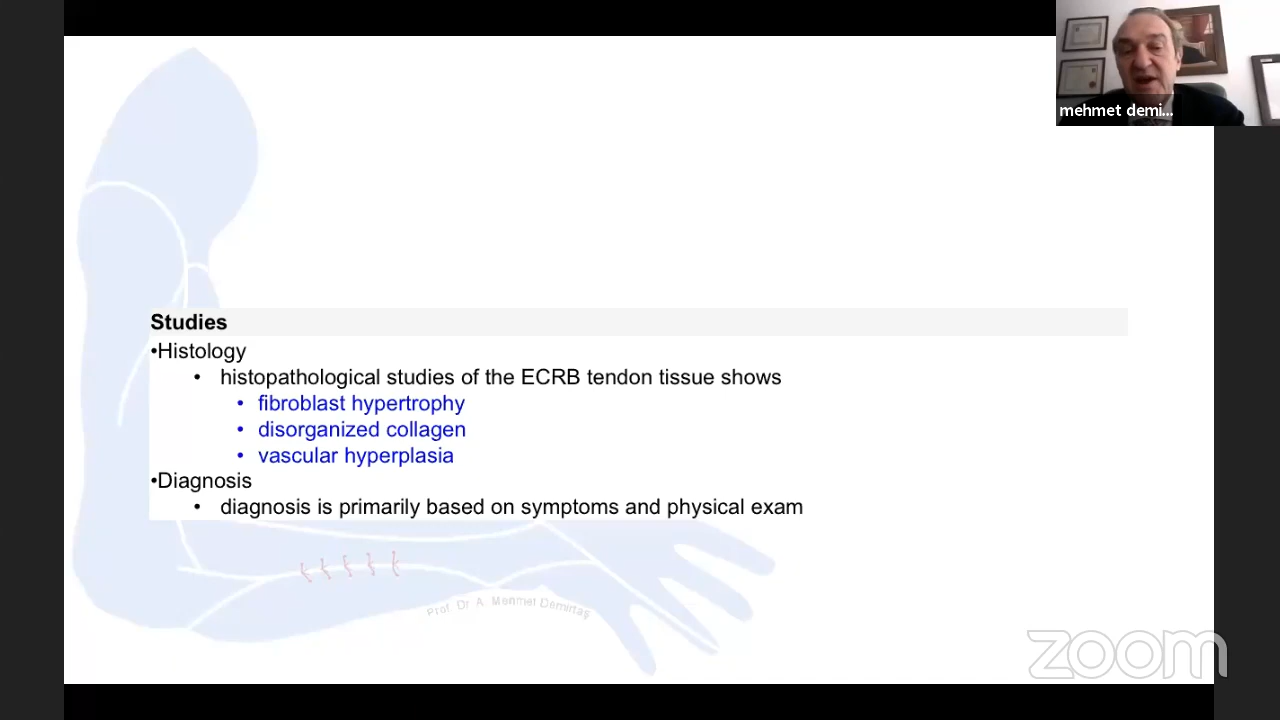 mehmet demi...
Studies
•Histology
• histopathological studies of the ECRB tendon tissue shows
• fibroblast hypertrophy
• disorganized collagen
• vascular hyperplasia
•Diagnosis
• diagnosis is primarily based on symptoms and physical exam
Prof. Dr. A. Mehmet Demirtaş
zoom